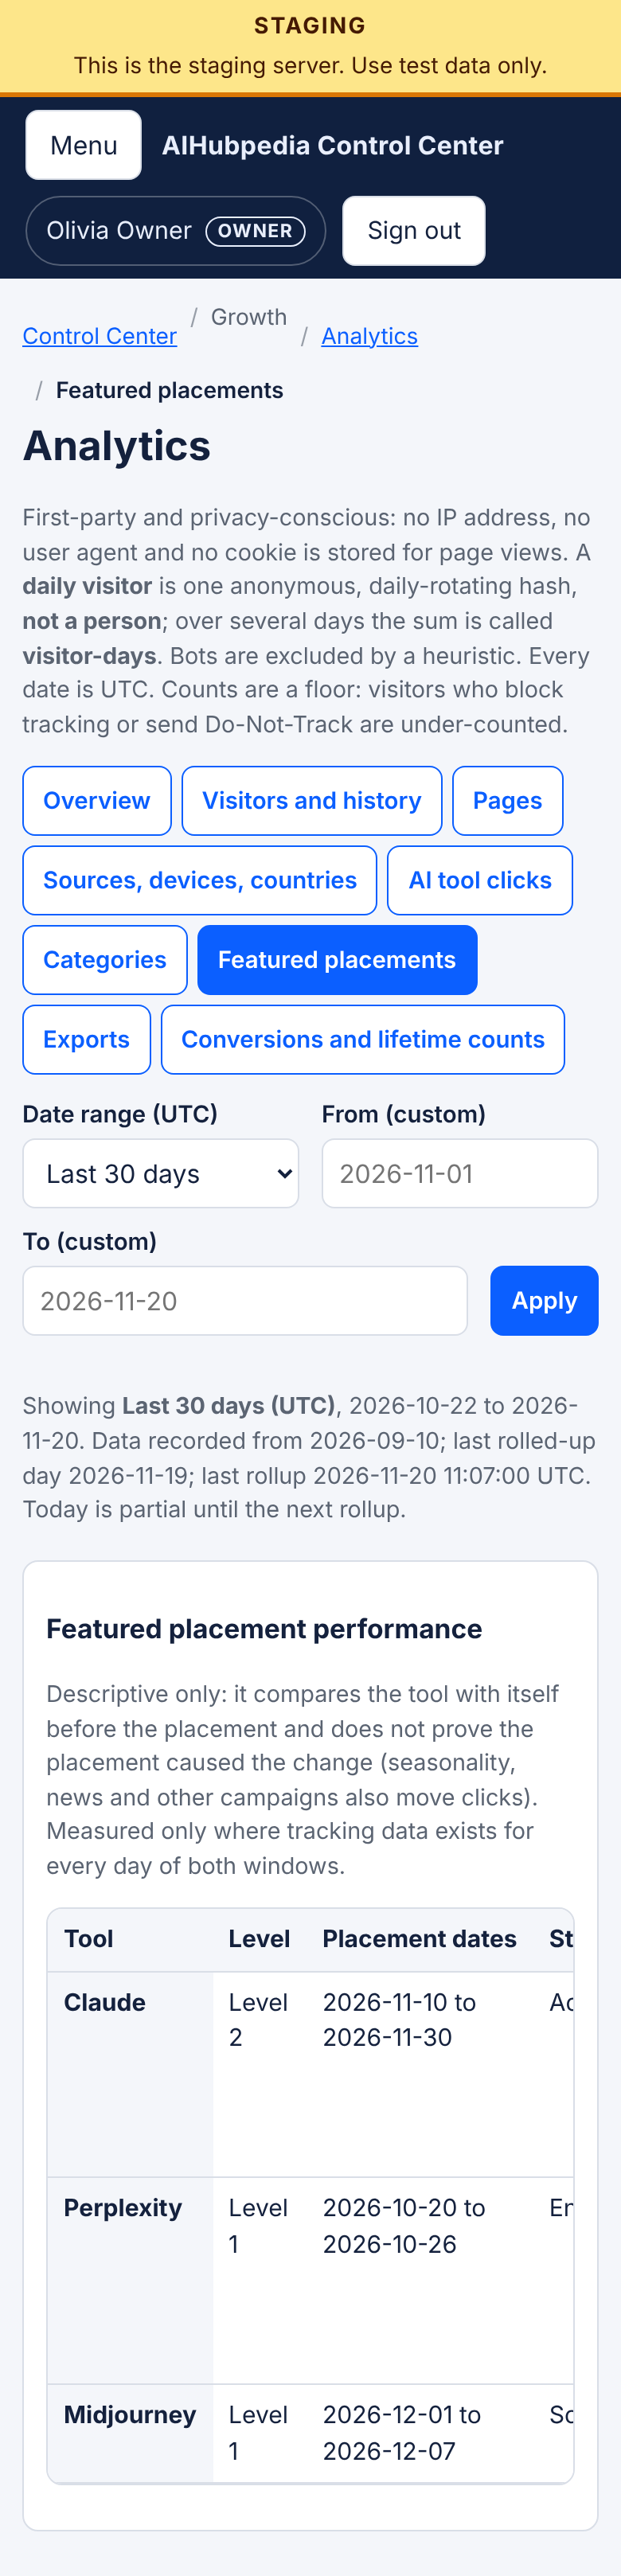 STAGING
This is the staging server. Use test data only.
Menu
AIHubpedia Control Center
Olivia Owner OWNER
Sign out
Control Center / Growth / Analytics
/ Featured placements
Analytics
First-party and privacy-conscious: no IP address, no
user agent and no cookie is stored for page views. A
daily visitor is one anonymous, daily-rotating hash,
not a person; over several days the sum is called
visitor-days. Bots are excluded by a heuristic. Every
date is UTC. Counts are a floor: visitors who block
tracking or send Do-Not-Track are under-counted.
Overview
Visitors and history
Pages
Sources, devices, countries
AI tool clicks
Categories
Featured placements
Exports
Conversions and lifetime counts
Date range (UTC)
Last 30 days
From (custom)
2026-11-01
To (custom)
2026-11-20
Apply
Showing Last 30 days (UTC), 2026-10-22 to 2026-
11-20. Data recorded from 2026-09-10; last rolled-up
day 2026-11-19; last rollup 2026-11-20 11:07:00 UTC.
Today is partial until the next rollup.
Featured placement performance
Descriptive only: it compares the tool with itself
before the placement and does not prove the
placement caused the change (seasonality,
news and other campaigns also move clicks).
Measured only where tracking data exists for
every day of both windows.
Tool Level Placement dates
Claude Level 2026-11-10 to
2 2026-11-30
Perplexity Level 2026-10-20 to
1 2026-10-26
Midjourney Level 2026-12-01 to
1 2026-12-07